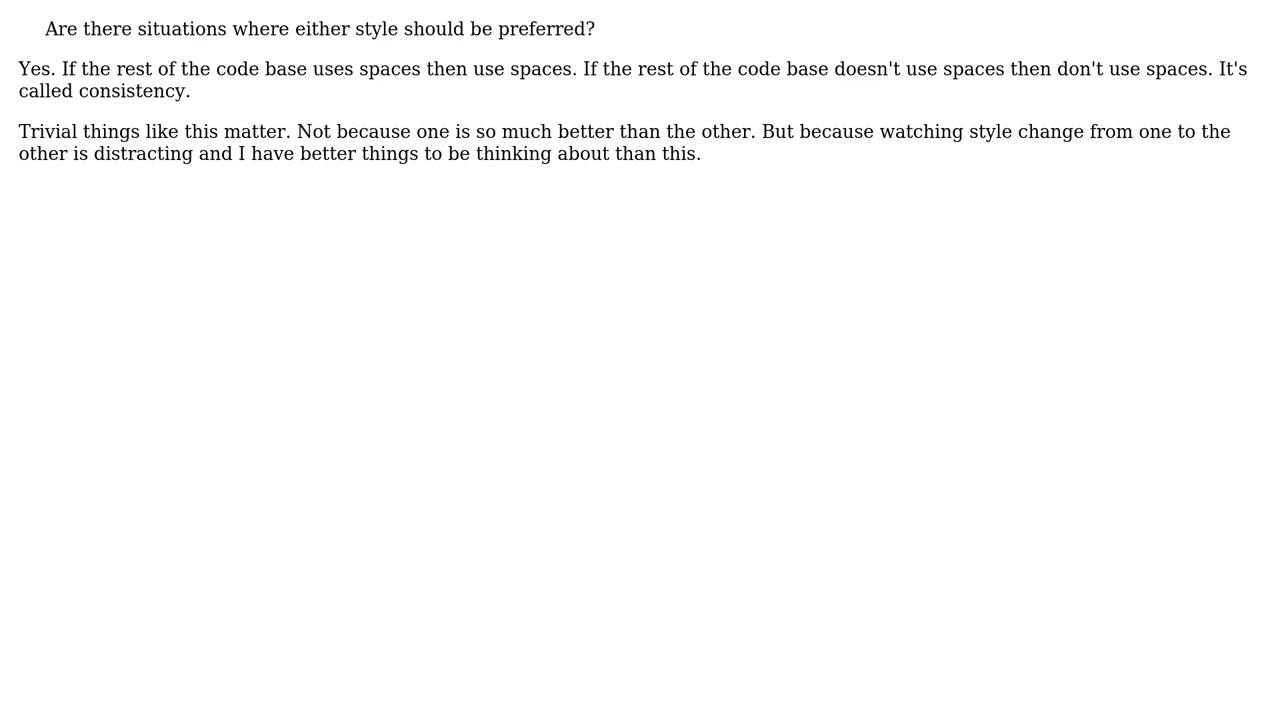 Are there situations where either style should be preferred?
Yes. If the rest of the code base uses spaces then use spaces. If the rest of the code base doesn't use spaces then don't use spaces. It's
called consistency.
Trivial things like this matter. Not because one is so much better than the other. But because watching style change from one to the
other is distracting and I have better things to be thinking about than this.